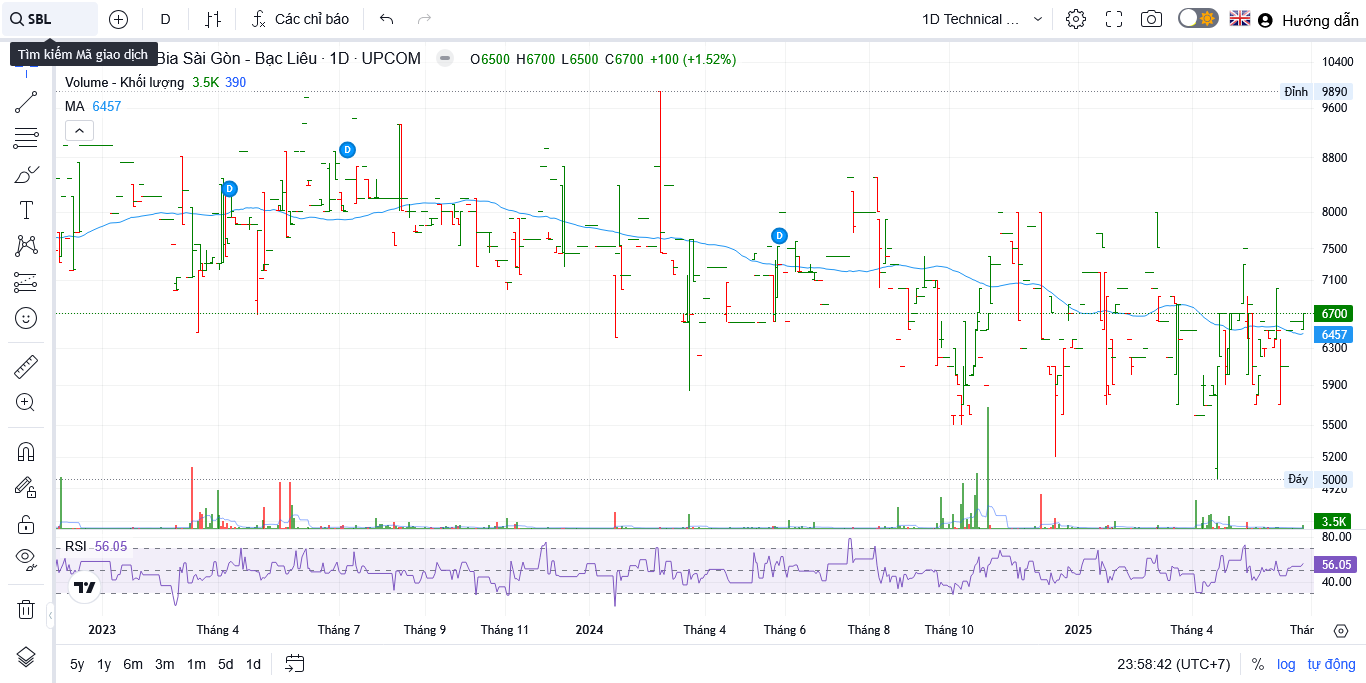 SBL
D
Các chỉ báo
1D Technical ...
Hướng dẫn
Tìm kiếm Mã giao dịch
Bia Sài Gòn - Bạc Liêu · 1D · UPCOM
O6500 H6700 L6500 C6700 +100 (+1.52%)
Volume - Khối lượng 3.5K 390
MA 6457
D
D
D
10400
Đỉnh 9890
9600
8800
8000
7500
7100
6700
6457
6300
5900
5500
5200
Đáy 5000
4920
3.5K
RSI 56.05
80.00
56.05
40.00
2023 Tháng 4 Tháng 7 Tháng 9 Tháng 11 2024 Tháng 4 Tháng 6 Tháng 8 Tháng 10 2025 Tháng 4 Thár
5y 1y 6m 3m 1m 5d 1d
23:58:42 (UTC+7) % log tự động